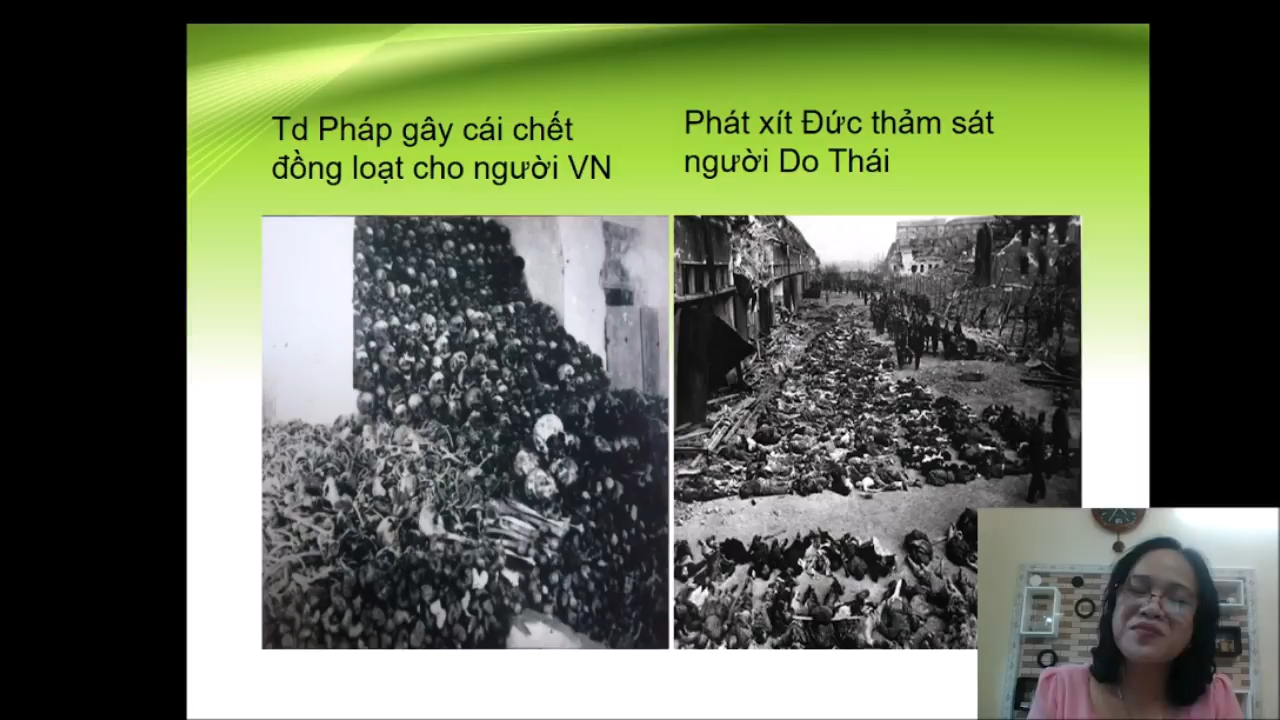 Td Pháp gây cái chết
đồng loạt cho người VN
Phát xít Đức thảm sát
người Do Thái